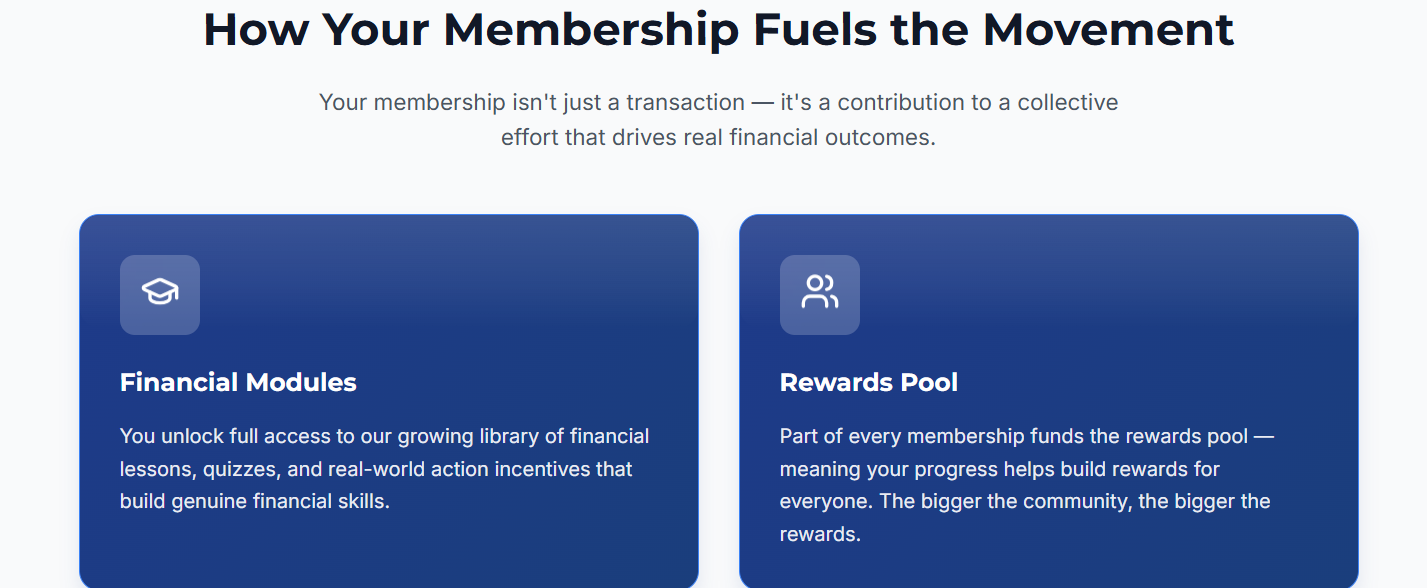 How Your Membership Fuels the Movement
Your membership isn't just a transaction — it's a contribution to a collective
effort that drives real financial outcomes.
Financial Modules
You unlock full access to our growing library of financial
lessons, quizzes, and real-world action incentives that
build genuine financial skills.
Rewards Pool
Part of every membership funds the rewards pool —
meaning your progress helps build rewards for
everyone. The bigger the community, the bigger the
rewards.